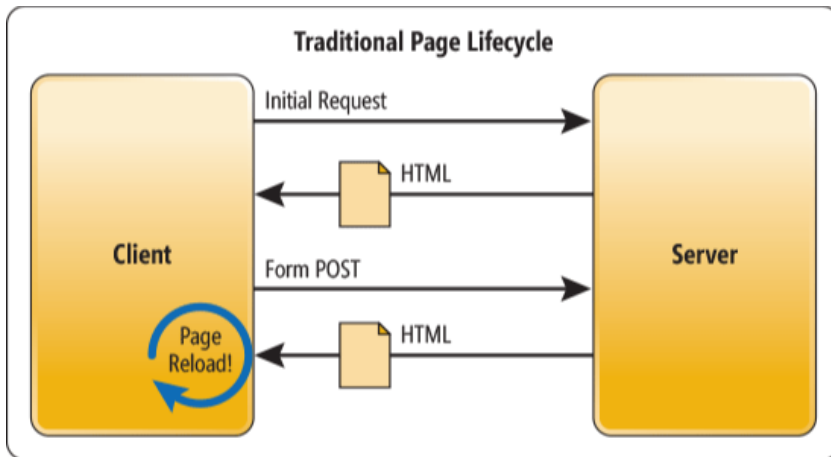 Traditional Page Lifecycle
Initial Request
HTML
Client
Server
Form POST
HTML
Page
Reload!